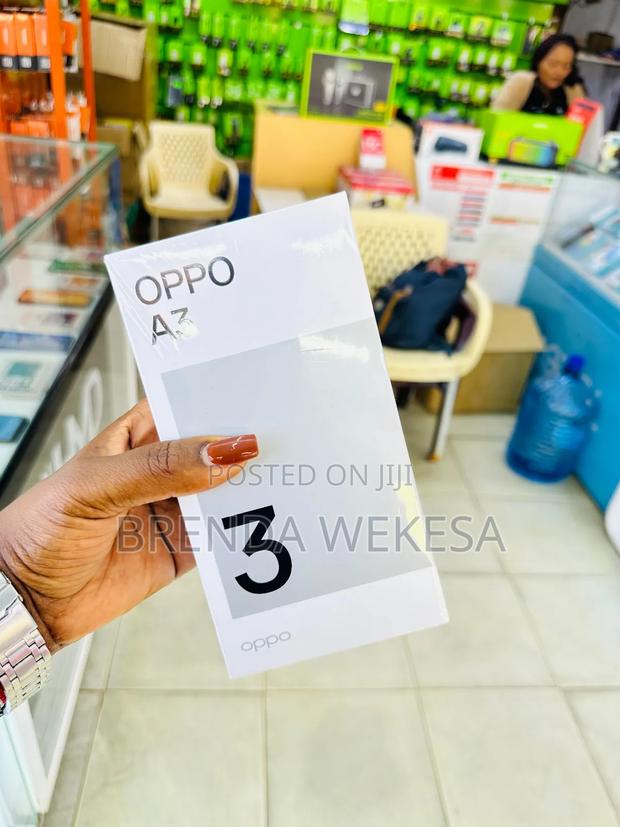 OPPO
A3
POSTED ON JIJI
BRENDA WEKESA
3
oppo